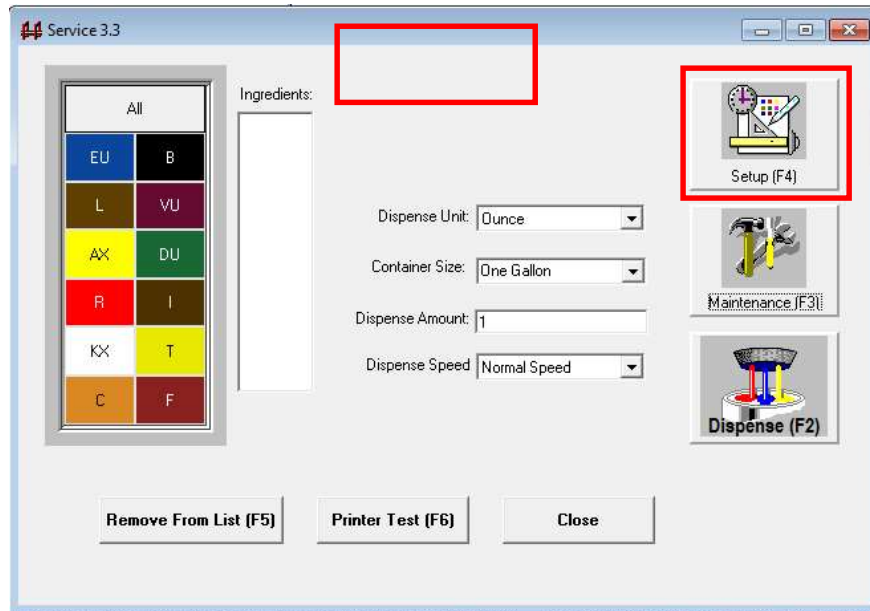 Service 3.3
All
EU B
L VU
AX DU
R I
KX T
C F
Ingredients:
Dispense Unit: Ounce
Container Size: One Gallon
Dispense Amount: 1
Dispense Speed Normal Speed
Setup (F4)
Maintenance (F3)
Dispense (F2)
Remove From List (F5) Printer Test (F6) Close